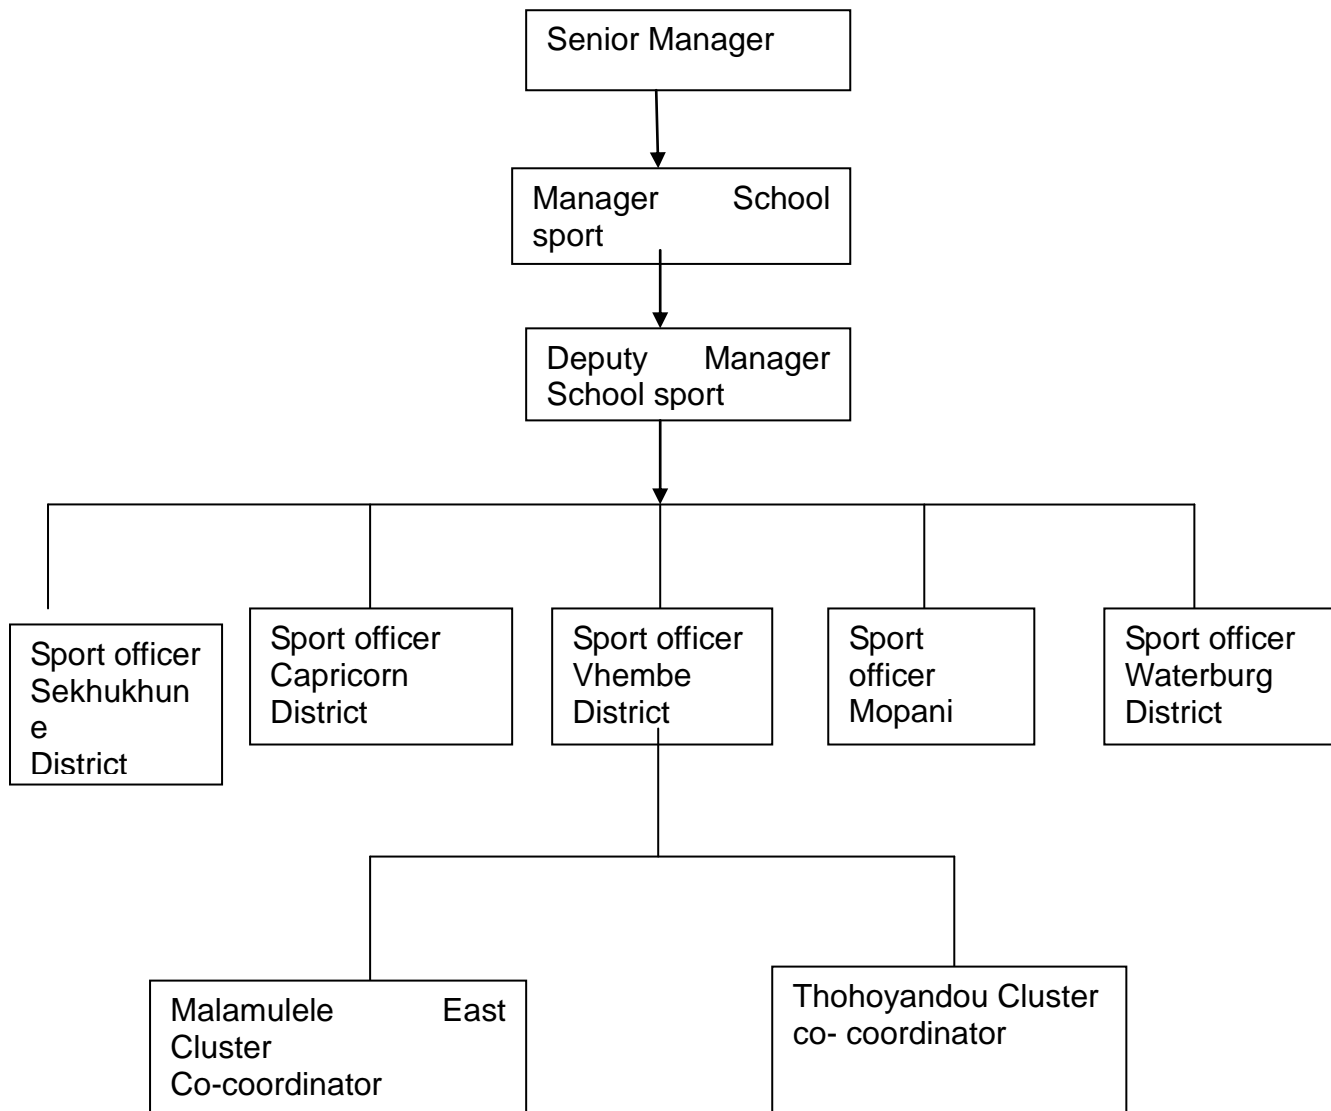 Senior Manager
Manager School
sport
Deputy Manager
School sport
Sport officer
Sekhukhun
e
District
Sport officer
Capricorn
District
Sport officer
Vhembe
District
Sport
officer
Mopani
Sport officer
Waterburg
District
Malamulele East
Cluster
Co-coordinator
Thohoyandou Cluster
co- coordinator